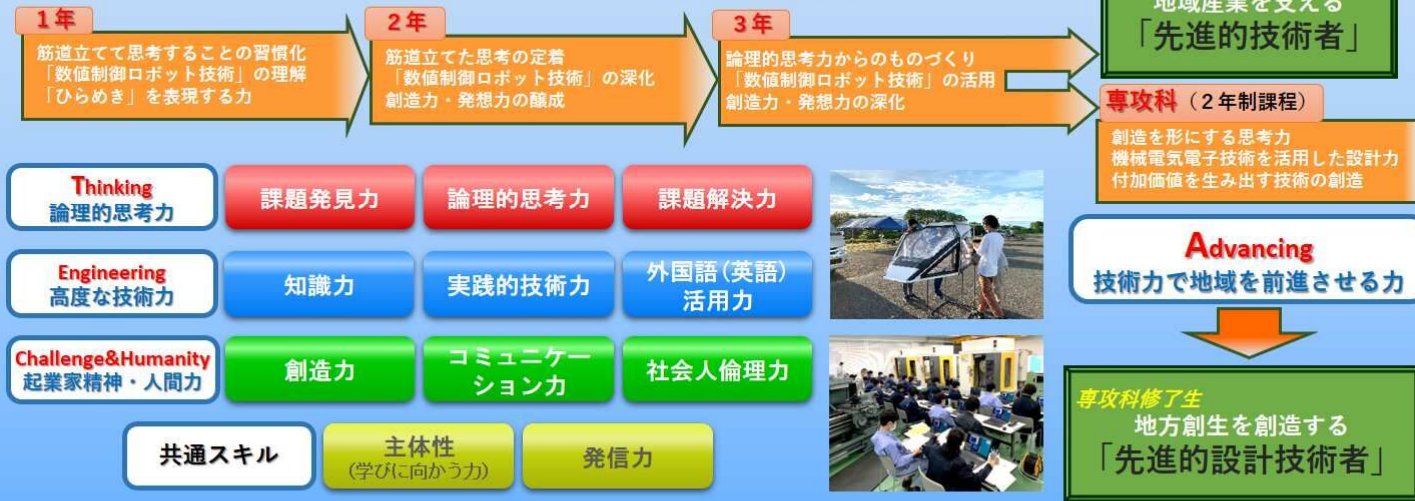 1年
筋道立てて思考することの習慣化
「数値制御ロボット技術」の理解
「ひらめき」を表現する力
2年
筋道立てた思考の定着
「数値制御ロボット技術」の深化
創造力・発想力の醸成
3年
論理的思考力からのものづくり
「数値制御ロボット技術」の活用
創造力・発想力の深化
地域産業を支える
「先進的技術者」
専攻科(2年制課程)
創造を形にする思考力
機械電気電子技術を活用した設計力
付加価値を生み出す技術の創造
Thinking
論理的思考力
課題発見力
論理的思考力
課題解決力
Engineering
高度な技術力
知識力
実践的技術力
外国語(英語)
活用力
Challenge&Humanity
起業家精神・人間力
創造力
コミュニケー
ション力
社会人倫理力
共通スキル
主体性
(学びに向かう力)
発信力
Advancing
技術力で地域を前進させる力
専攻科修了生
地方創生を創造する
「先進的設計技術者」